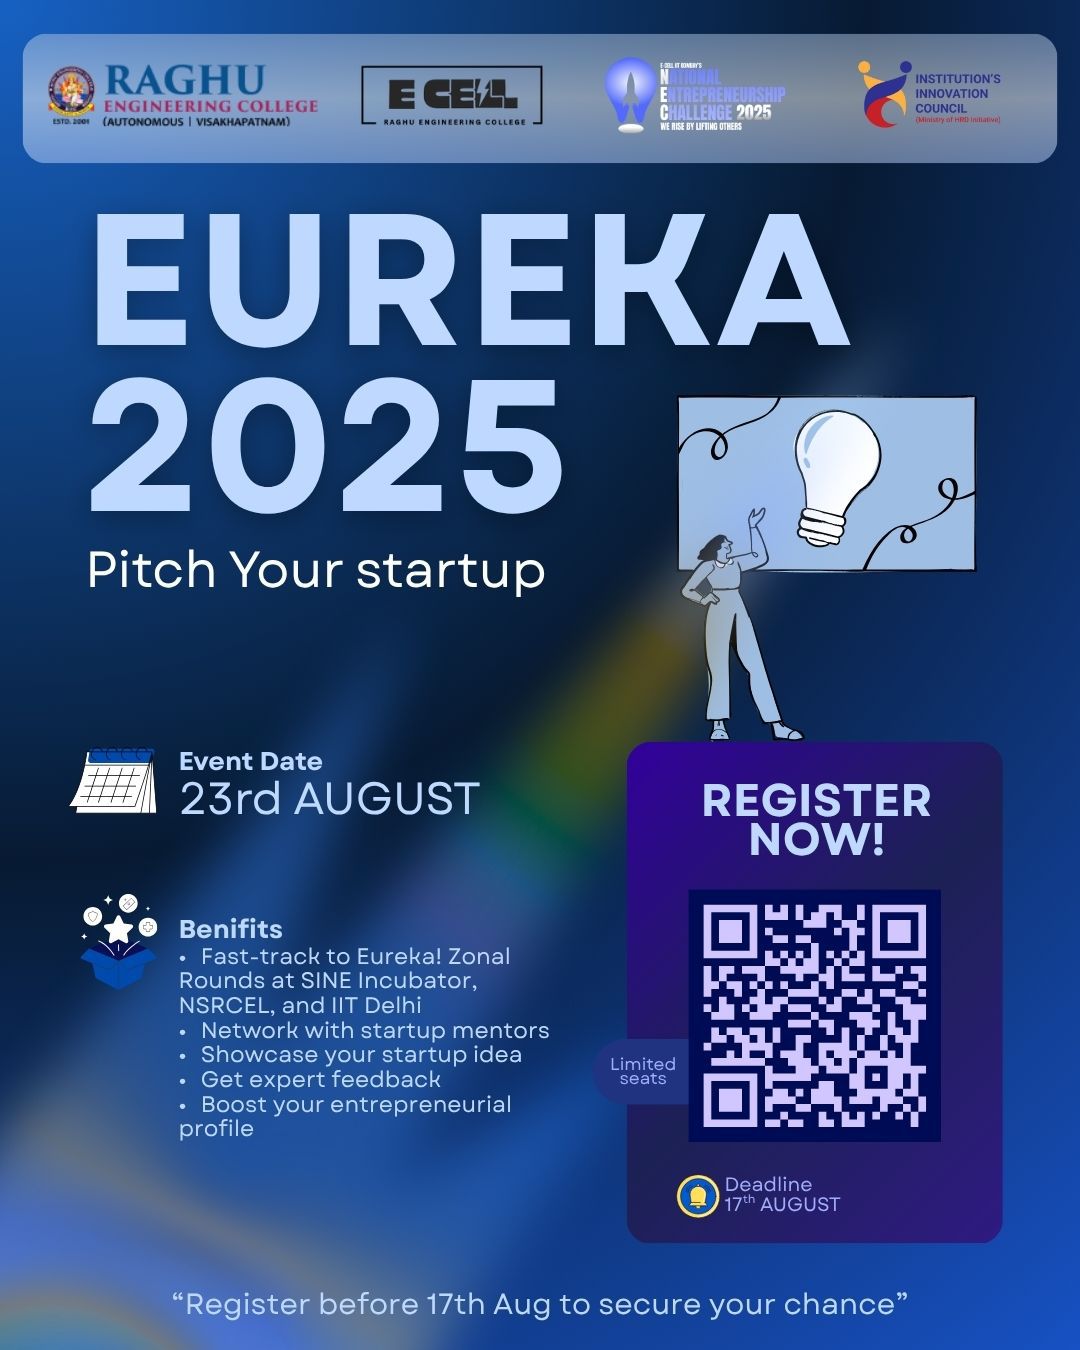 RAGHU
ENGINEERING COLLEGE
(AUTONOMOUS | VISAKHAPATNAM)
ESTD. 2001
E CELL
RAGHU ENGINEERING COLLEGE
E-CELL IIT BOMBAY'S
NATIONAL
ENTREPRENEURSHIP
CHALLENGE 2025
WE RISE BY LIFTING OTHERS
INSTITUTION'S
INNOVATION
COUNCIL
(Ministry of HRD Initiative)
EUREKA
2025
Pitch Your startup
Event Date
23rd AUGUST
Benifits
• Fast-track to Eureka! Zonal
Rounds at SINE Incubator,
NSRCEL, and IIT Delhi
• Network with startup mentors
• Showcase your startup idea
• Get expert feedback
• Boost your entrepreneurial
profile
REGISTER
NOW!
Limited
seats
Deadline
17th AUGUST
“Register before 17th Aug to secure your chance”